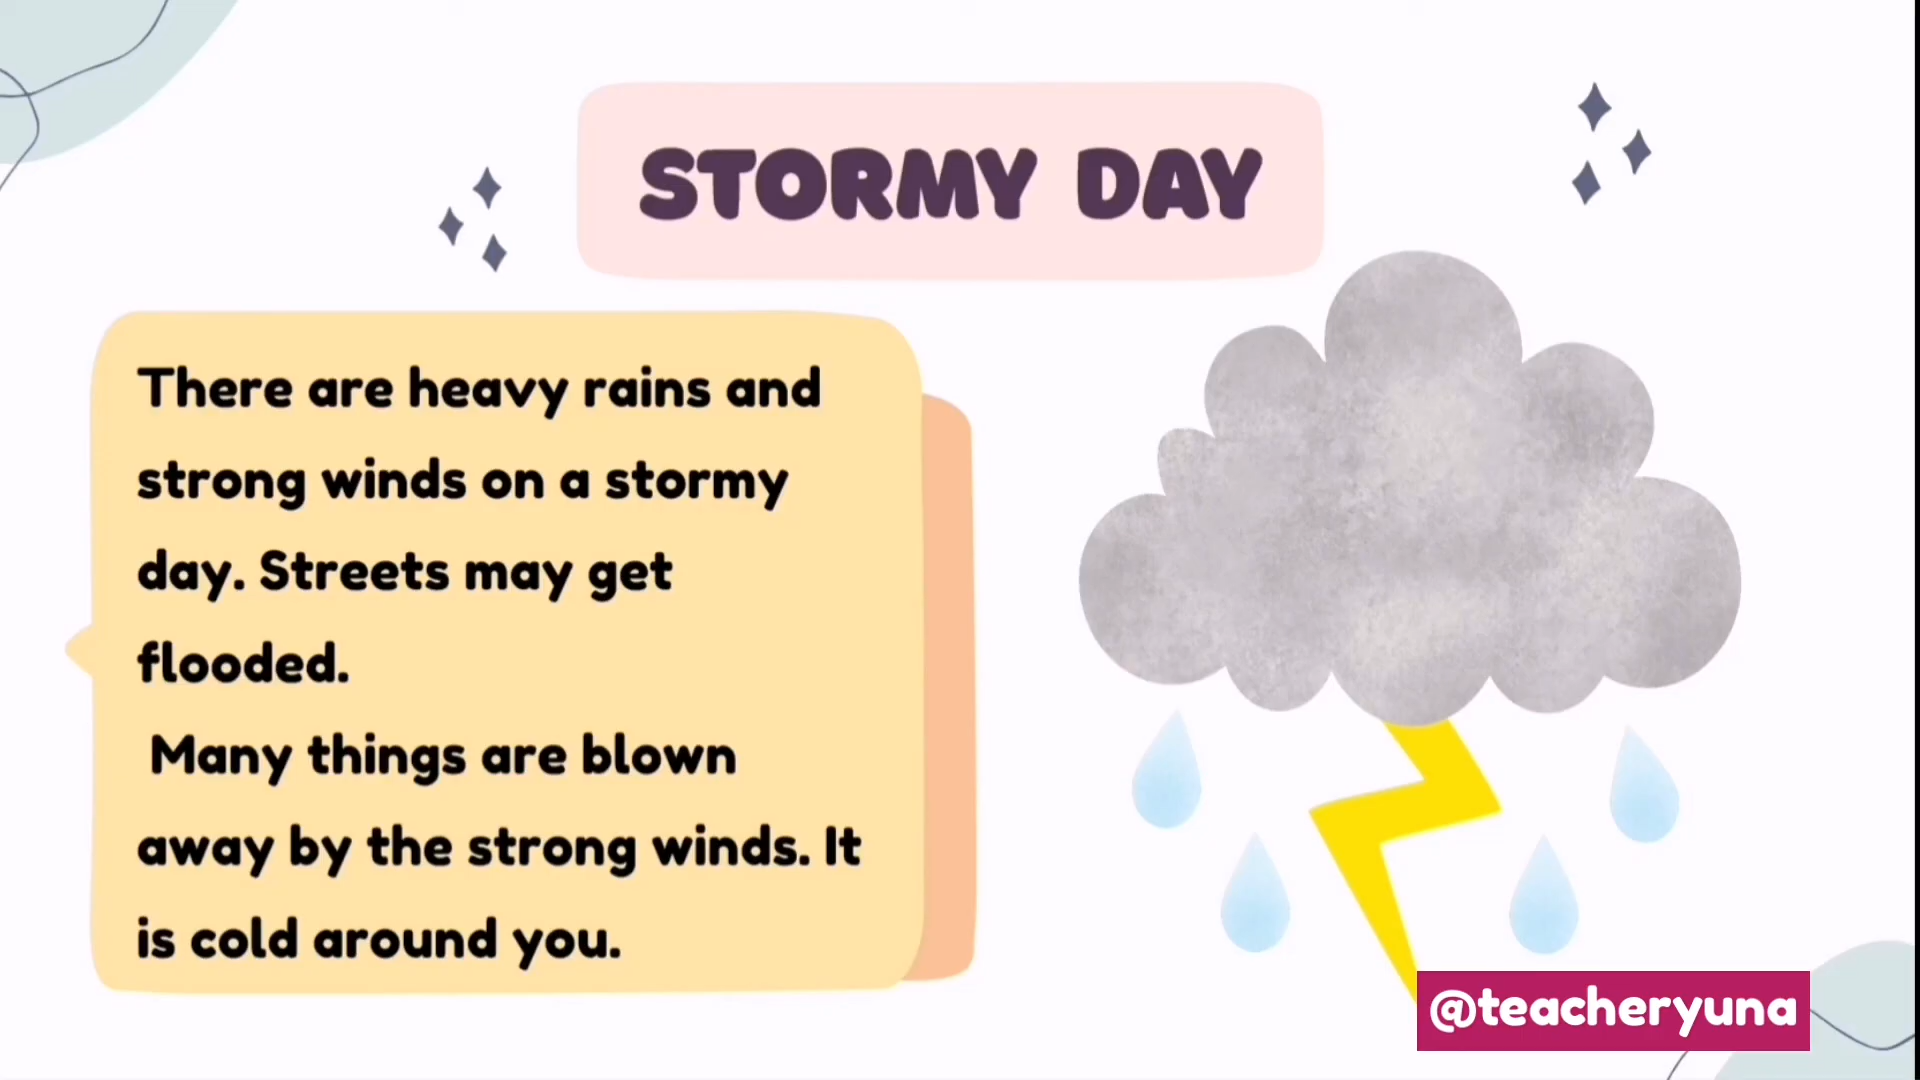 STORMY DAY
There are heavy rains and
strong winds on a stormy
day. Streets may get
flooded.
Many things are blown
away by the strong winds. It
is cold around you.
@teacheryuna